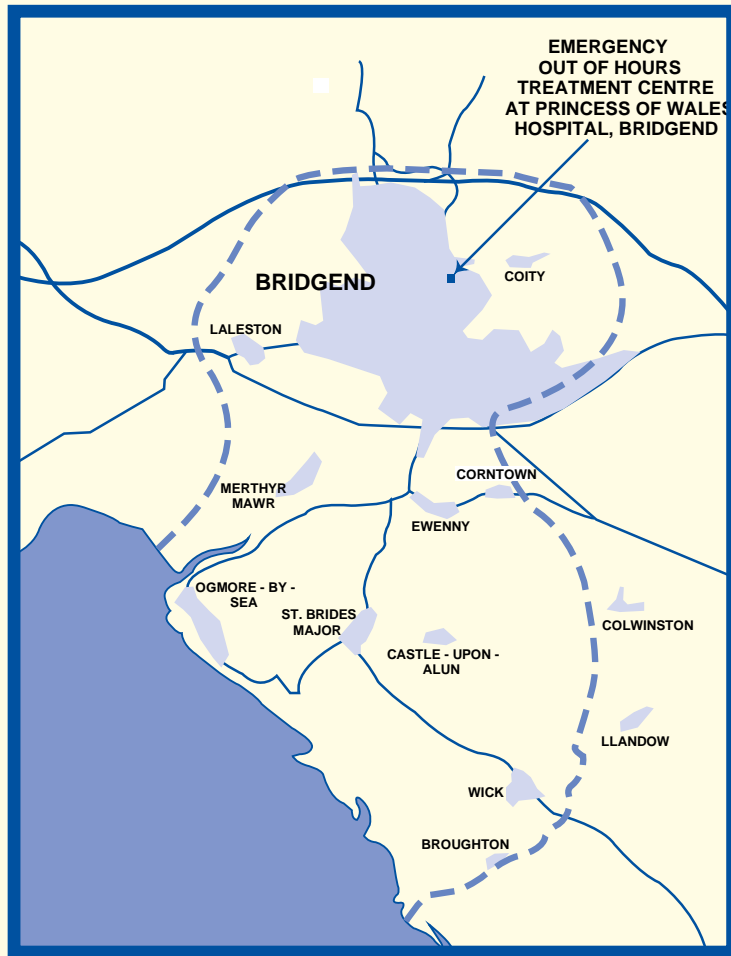 EMERGENCY
OUT OF HOURS
TREATMENT CENTRE
AT PRINCESS OF WALES
HOSPITAL, BRIDGEND
BRIDGEND
COITY
LALESTON
MERTHYR
MAWR
CORNTOWN
EWENNY
OGMORE - BY -
SEA
ST. BRIDES
MAJOR
CASTLE - UPON -
ALUN
COLWINSTON
LLANDOW
WICK
BROUGHTON